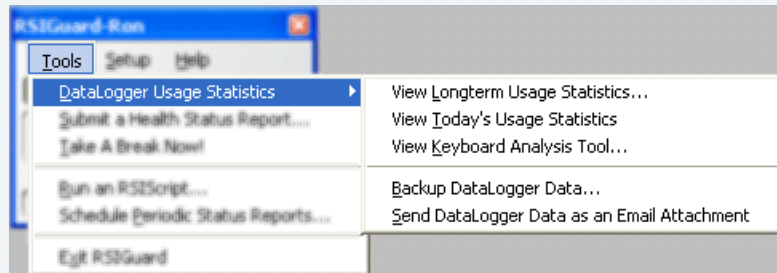 RSIGuard-Ron
Tools Setup Help
DataLogger Usage Statistics
Submit a Health Status Report....
Take A Break Now!
Run an RSIScript....
Schedule Periodic Status Reports....
Exit RSIGuard
View Longterm Usage Statistics...
View Today's Usage Statistics
View Keyboard Analysis Tool...
Backup DataLogger Data...
Send DataLogger Data as an Email Attachment